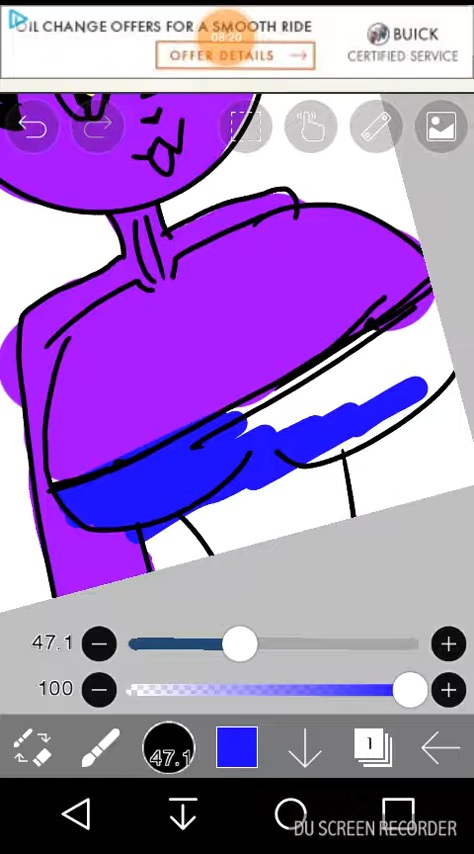 OIL CHANGE OFFERS FOR A SMOOTH RIDE
08:20
OFFER DETAILS →
BUICK
CERTIFIED SERVICE
47.1
100
47.1
1
DU SCREEN RECORDER